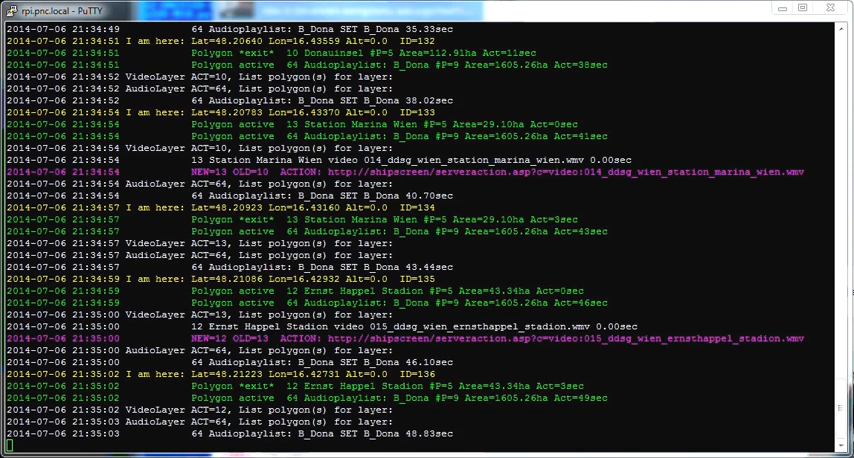 rpi.pnc.local - PuTTY
2014-07-06 21:34:49 64 Audioplaylist: B_Dona SET B_Dona 35.33sec
2014-07-06 21:34:51 I am here: Lat=48.20640 Lon=16.43559 Alt=0.0 ID=132
2014-07-06 21:34:51 Polygon *exit* 10 Donauinsel #P=5 Area=112.91ha Act=11sec
2014-07-06 21:34:51 Polygon active 64 Audioplaylist: B_Dona #P=9 Area=1605.26ha Act=38sec
2014-07-06 21:34:52 VideoLayer ACT=10, List polygon(s) for layer:
2014-07-06 21:34:52 AudioLayer ACT=64, List polygon(s) for layer:
2014-07-06 21:34:52 64 Audioplaylist: B_Dona SET B_Dona 38.02sec
2014-07-06 21:34:54 I am here: Lat=48.20783 Lon=16.43370 Alt=0.0 ID=133
2014-07-06 21:34:54 Polygon active 13 Station Marina Wien #P=5 Area=29.10ha Act=0sec
2014-07-06 21:34:54 Polygon active 64 Audioplaylist: B_Dona #P=9 Area=1605.26ha Act=41sec
2014-07-06 21:34:54 VideoLayer ACT=10, List polygon(s) for layer:
2014-07-06 21:34:54 13 Station Marina Wien video 014_ddsg_wien_station_marina_wien.wmv 0.00sec
2014-07-06 21:34:54 NEW=13 OLD=10 ACTION: http://shipscreen/serveraction.asp?c=video:014_ddsg_wien_station_marina_wien.wmv
2014-07-06 21:34:54 AudioLayer ACT=64, List polygon(s) for layer:
2014-07-06 21:34:54 64 Audioplaylist: B_Dona SET B_Dona 40.70sec
2014-07-06 21:34:57 I am here: Lat=48.20923 Lon=16.43160 Alt=0.0 ID=134
2014-07-06 21:34:57 Polygon *exit* 13 Station Marina Wien #P=5 Area=29.10ha Act=3sec
2014-07-06 21:34:57 Polygon active 64 Audioplaylist: B_Dona #P=9 Area=1605.26ha Act=43sec
2014-07-06 21:34:57 VideoLayer ACT=13, List polygon(s) for layer:
2014-07-06 21:34:57 AudioLayer ACT=64, List polygon(s) for layer:
2014-07-06 21:34:57 64 Audioplaylist: B_Dona SET B_Dona 43.44sec
2014-07-06 21:34:59 I am here: Lat=48.21086 Lon=16.42932 Alt=0.0 ID=135
2014-07-06 21:34:59 Polygon active 12 Ernst Happel Stadion #P=5 Area=43.34ha Act=0sec
2014-07-06 21:34:59 Polygon active 64 Audioplaylist: B_Dona #P=9 Area=1605.26ha Act=46sec
2014-07-06 21:35:00 VideoLayer ACT=13, List polygon(s) for layer:
2014-07-06 21:35:00 12 Ernst Happel Stadion video 015_ddsg_wien_ernsthappel_stadion.wmv 0.00sec
2014-07-06 21:35:00 NEW=12 OLD=13 ACTION: http://shipscreen/serveraction.asp?c=video:015_ddsg_wien_ernsthappel_stadion.wmv
2014-07-06 21:35:00 AudioLayer ACT=64, List polygon(s) for layer:
2014-07-06 21:35:00 64 Audioplaylist: B_Dona SET B_Dona 46.10sec
2014-07-06 21:35:02 I am here: Lat=48.21223 Lon=16.42731 Alt=0.0 ID=136
2014-07-06 21:35:02 Polygon *exit* 12 Ernst Happel Stadion #P=5 Area=43.34ha Act=3sec
2014-07-06 21:35:02 Polygon active 64 Audioplaylist: B_Dona #P=9 Area=1605.26ha Act=49sec
2014-07-06 21:35:02 VideoLayer ACT=12, List polygon(s) for layer:
2014-07-06 21:35:03 AudioLayer ACT=64, List polygon(s) for layer:
2014-07-06 21:35:03 64 Audioplaylist: B_Dona SET B_Dona 48.83sec